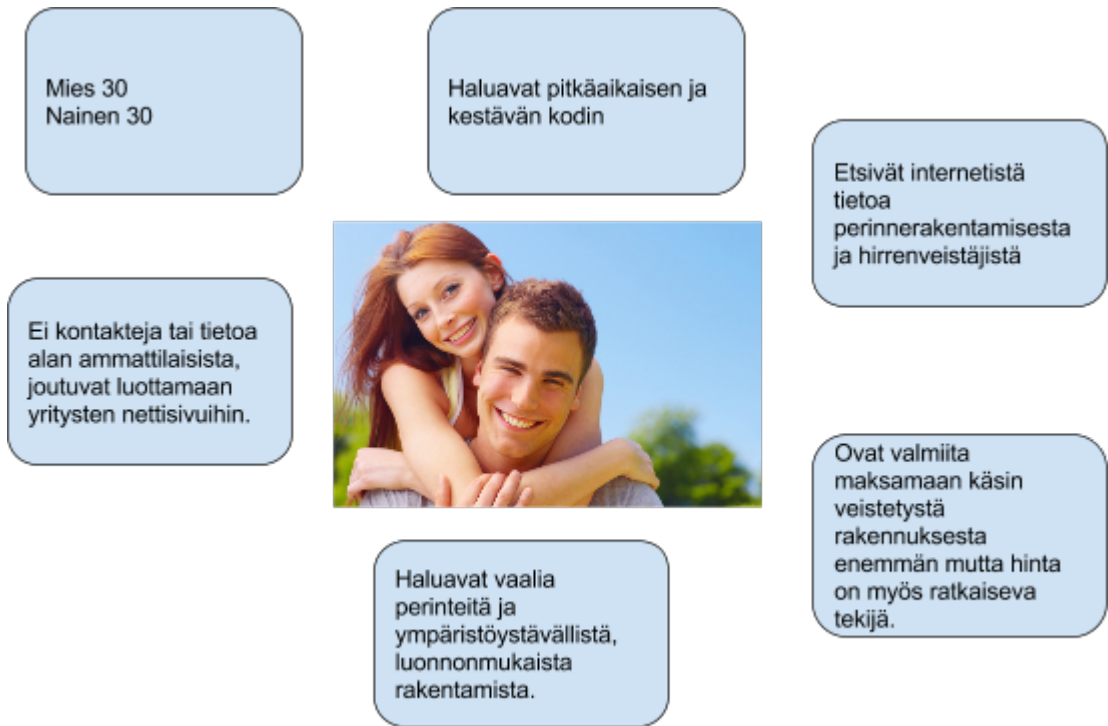 Mies 30
Nainen 30
Haluavat pitkäaikaisen ja
kestävän kodin
Etsivät internetistä
tietoa
perinnerakentamisesta
ja hirrenveistäjistä
Ei kontakteja tai tietoa
alan ammattilaisista,
joutuvat luottamaan
yritysten nettisivuihin.
Ovat valmiita
maksamaan käsin
veistetystä
rakennuksesta
enemmän mutta hinta
on myös ratkaiseva
tekijä.
Haluavat vaalia
perinteitä ja
ympäristöystävällistä,
luonnonmukaista
rakentamista.